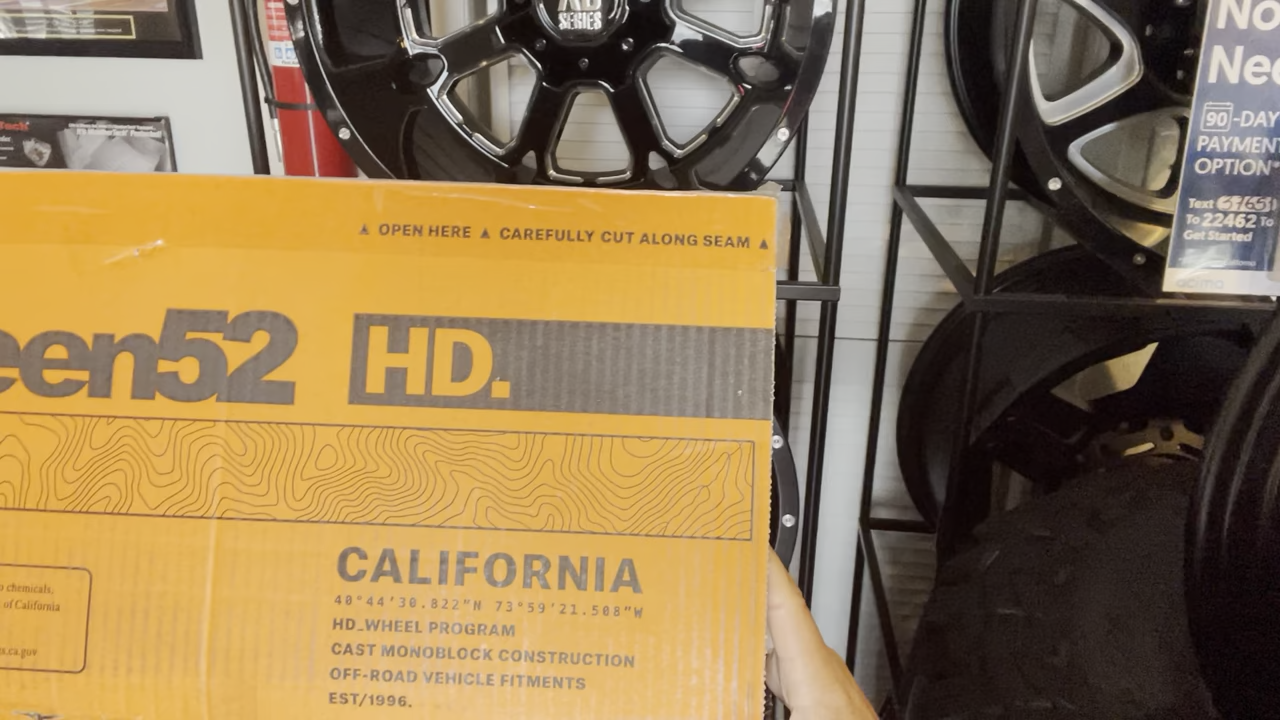 XD
SERIES
No
Nee
90-DAY
PAYMENT
OPTION*
Text
To 22462 To
Get Started
▲ OPEN HERE ▲ CAREFULLY CUT ALONG SEAM ▲
een52 HD.
CALIFORNIA
40°44'30.822"N 73°59'21.508"W
HD_WHEEL PROGRAM
CAST MONOBLOCK CONSTRUCTION
OFF-ROAD VEHICLE FITMENTS
EST/1996.
chemicals,
of California
s.ca.gov